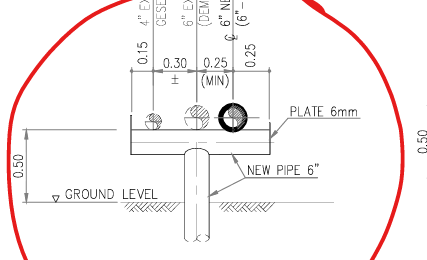 4" EX
GESE
6" EX
(DEM
℄ 6" NE
(6"-
0.15
0.30
±
0.25
(MIN)
0.25
PLATE 6mm
0.50
NEW PIPE 6"
GROUND LEVEL
0.50